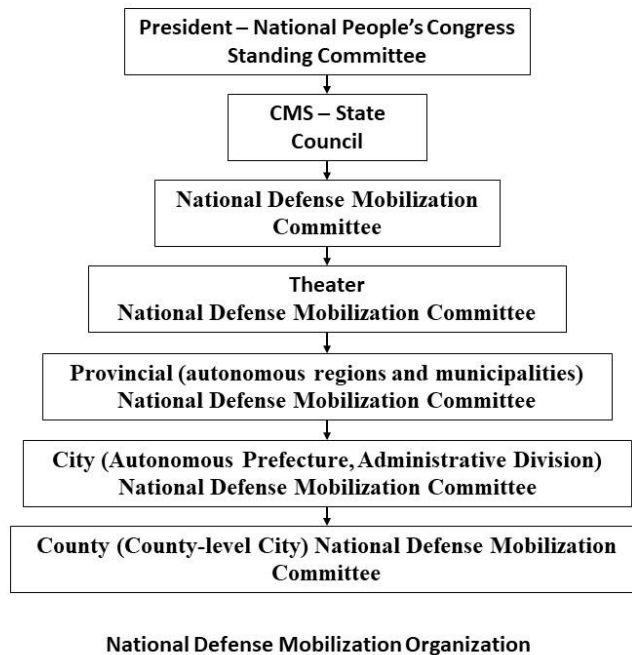 President – National People’s Congress
Standing Committee
CMS – State
Council
National Defense Mobilization
Committee
Theater
National Defense Mobilization Committee
Provincial (autonomous regions and municipalities)
National Defense Mobilization Committee
City (Autonomous Prefecture, Administrative Division)
National Defense Mobilization Committee
County (County-level City) National Defense Mobilization
Committee
National Defense Mobilization Organization